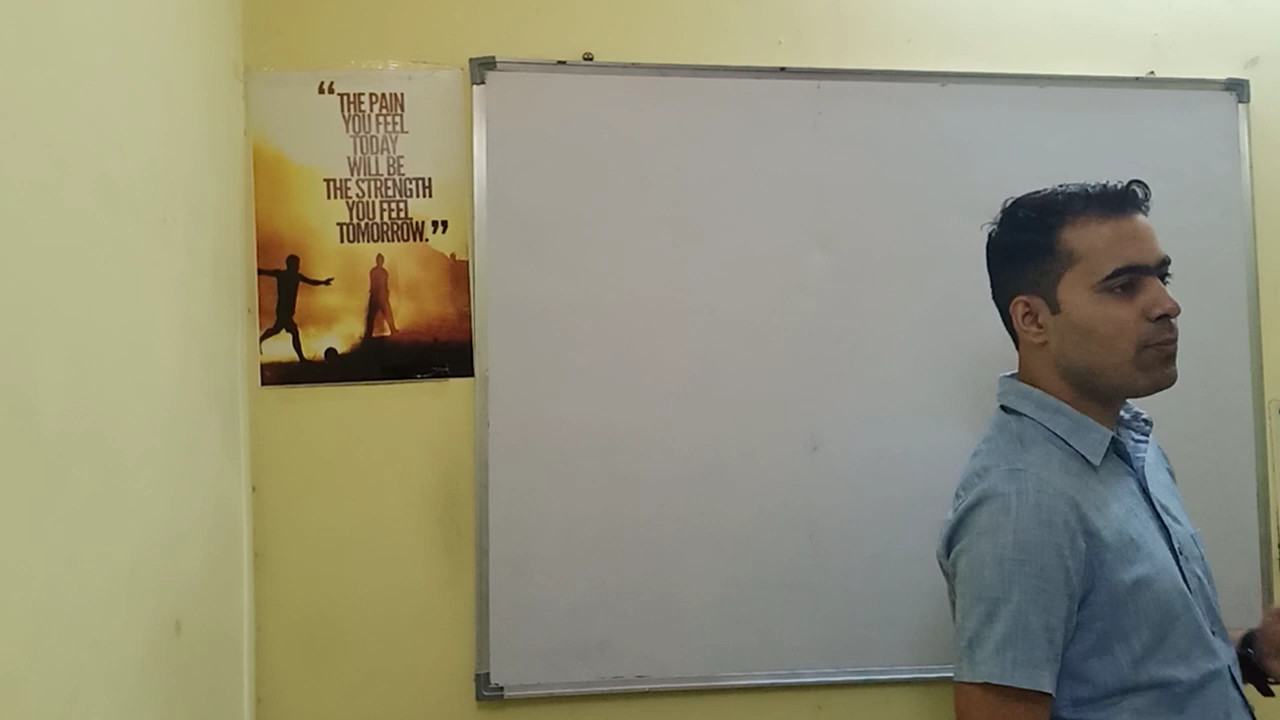 “THE PAIN
YOU FEEL
TODAY
WILL BE
THE STRENGTH
YOU FEEL
TOMORROW.”